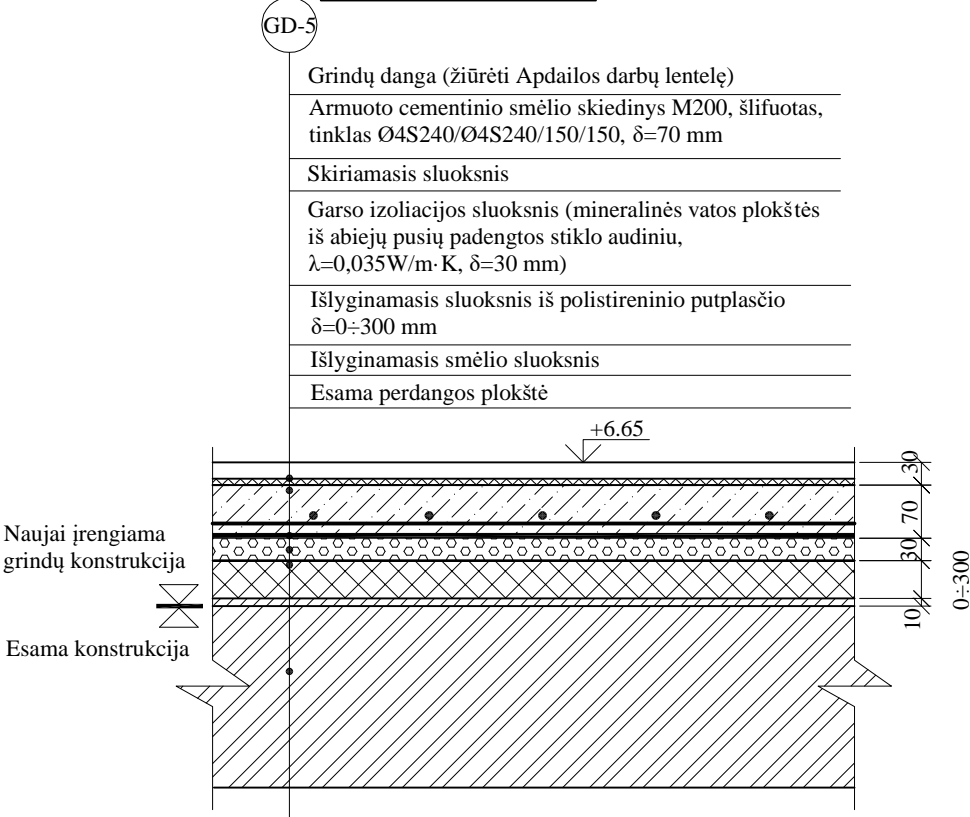 GD-5
Grindų danga (žiūrėti Apdailos darbų lentelę)
Armuoto cementinio smėlio skiedinys M200, šlifuotas,
tinklas Ø4S240/Ø4S240/150/150, δ=70 mm
Skiriamasis sluoksnis
Garso izoliacijos sluoksnis (mineralinės vatos plokštės
iš abiejų pusių padengtos stiklo audiniu,
λ=0,035W/m·K, δ=30 mm)
Išlyginamasis sluoksnis iš polistireninio putplasčio
δ=0÷300 mm
Išlyginamasis smėlio sluoksnis
Esama perdangos plokštė
+6.65
30
70
30
0÷300
10
Naujai įrengiama
grindų konstrukcija
Esama konstrukcija